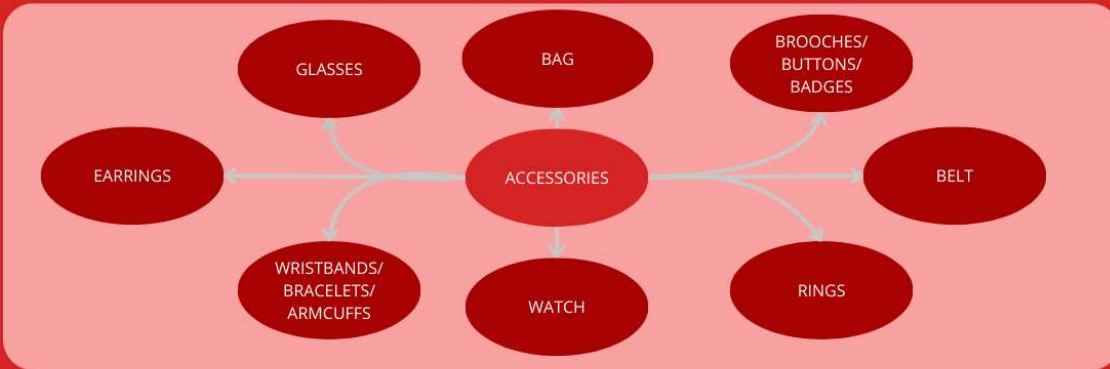 GLASSES
BAG
BROOCHES/
BUTTONS/
BADGES
EARRINGS
ACCESSORIES
BELT
WRISTBANDS/
BRACELETS/
ARMCUFFS
WATCH
RINGS